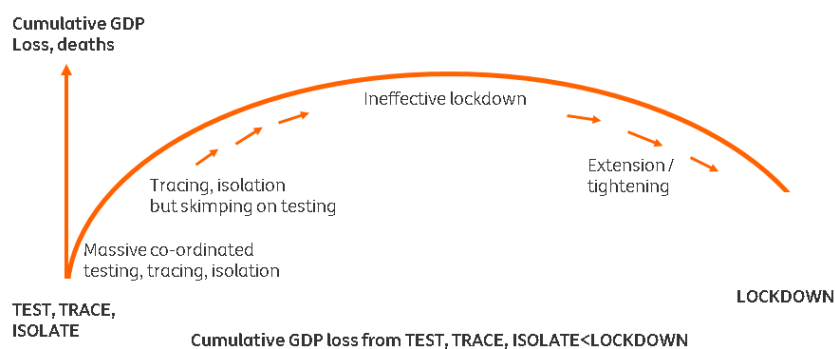 Cumulative GDP
Loss, deaths
Ineffective lockdown
Extension /
tightening
Tracing, isolation
but skimping on testing
Massive co-ordinated
testing, tracing, isolation
TEST, TRACE,
ISOLATE
LOCKDOWN
Cumulative GDP loss from TEST, TRACE, ISOLATE<LOCKDOWN